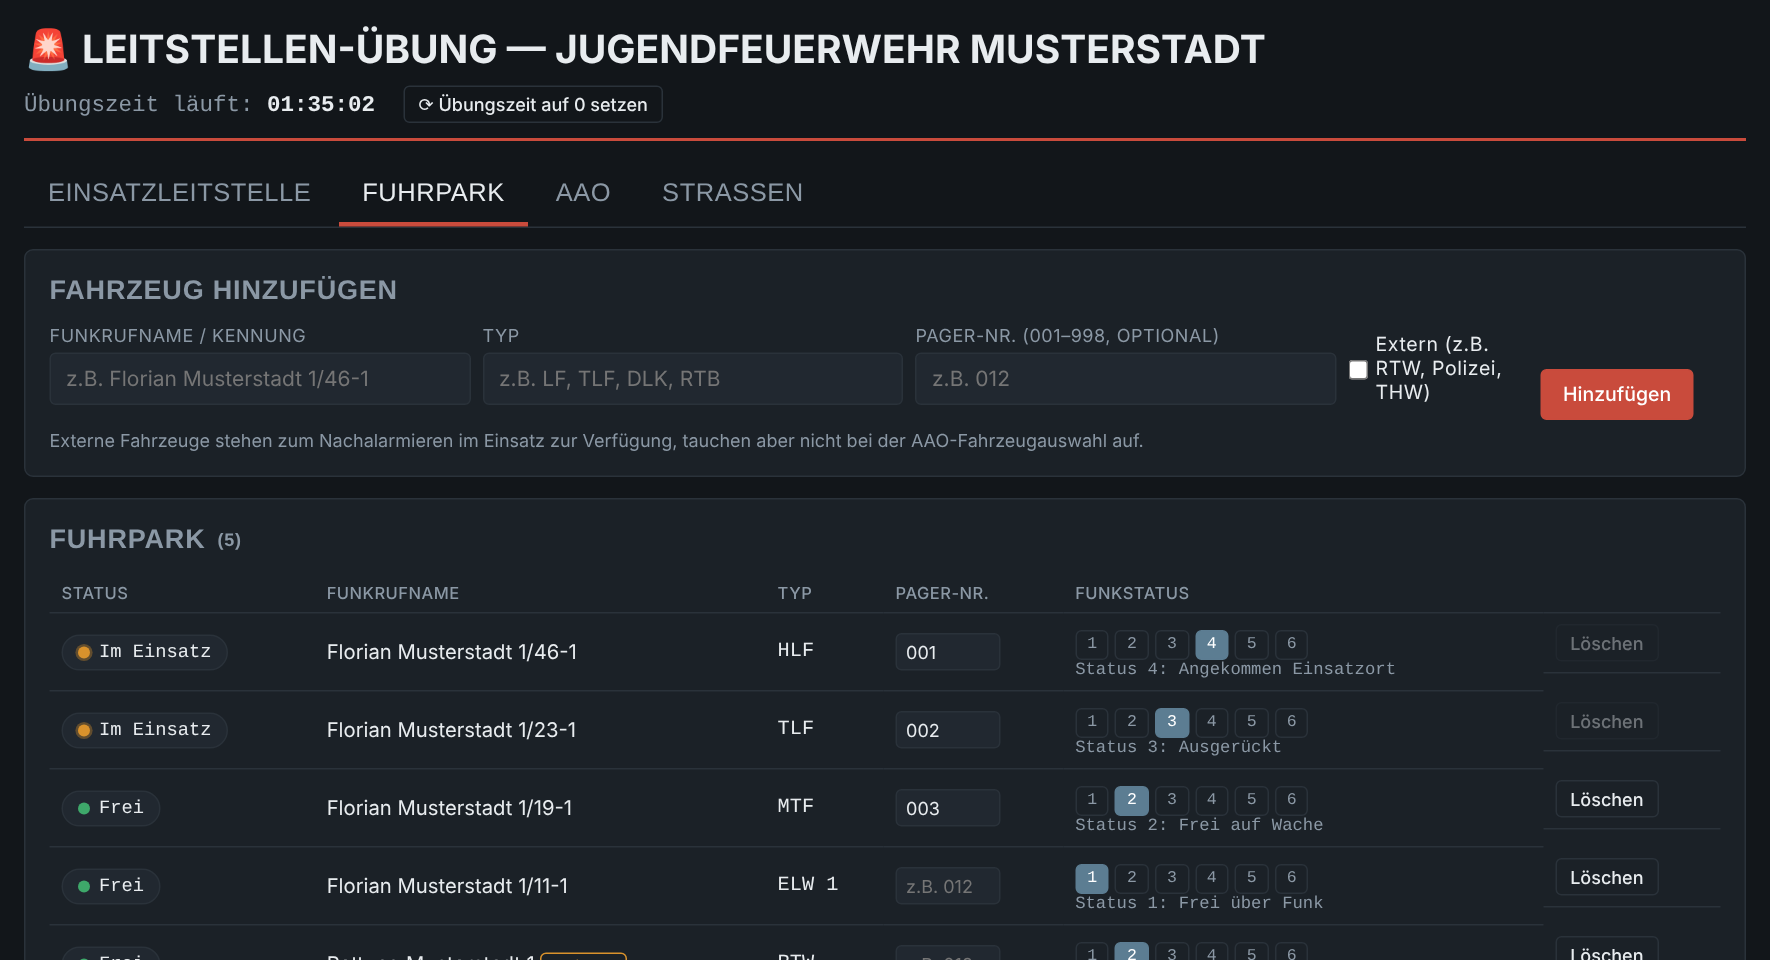 🚨 LEITSTELLEN-ÜBUNG — JUGENDFEUERWEHR MUSTERSTADT
Übungszeit läuft: 01:35:02 ⟳ Übungszeit auf 0 setzen
EINSATZLEITSTELLE FUHRPARK AAO STRASSEN
FAHRZEUG HINZUFÜGEN
FUNKRUFNAME / KENNUNG TYP PAGER-NR. (001–998, OPTIONAL)
z.B. Florian Musterstadt 1/46-1 z.B. LF, TLF, DLK, RTB z.B. 012
Extern (z.B.
RTW, Polizei,
THW)
Hinzufügen
Externe Fahrzeuge stehen zum Nachalarmieren im Einsatz zur Verfügung, tauchen aber nicht bei der AAO-Fahrzeugauswahl auf.
FUHRPARK (5)
STATUS FUNKRUFNAME TYP PAGER-NR. FUNKSTATUS
Im Einsatz Florian Musterstadt 1/46-1 HLF 001 1 2 3 4 5 6 Löschen
Status 4: Angekommen Einsatzort
Im Einsatz Florian Musterstadt 1/23-1 TLF 002 1 2 3 4 5 6 Löschen
Status 3: Ausgerückt
Frei Florian Musterstadt 1/19-1 MTF 003 1 2 3 4 5 6 Löschen
Status 2: Frei auf Wache
Frei Florian Musterstadt 1/11-1 ELW 1 z.B. 012 1 2 3 4 5 6 Löschen
Status 1: Frei über Funk
Frei Musterstadt 1 RTW 1 2 3 4 5 6 Löschen